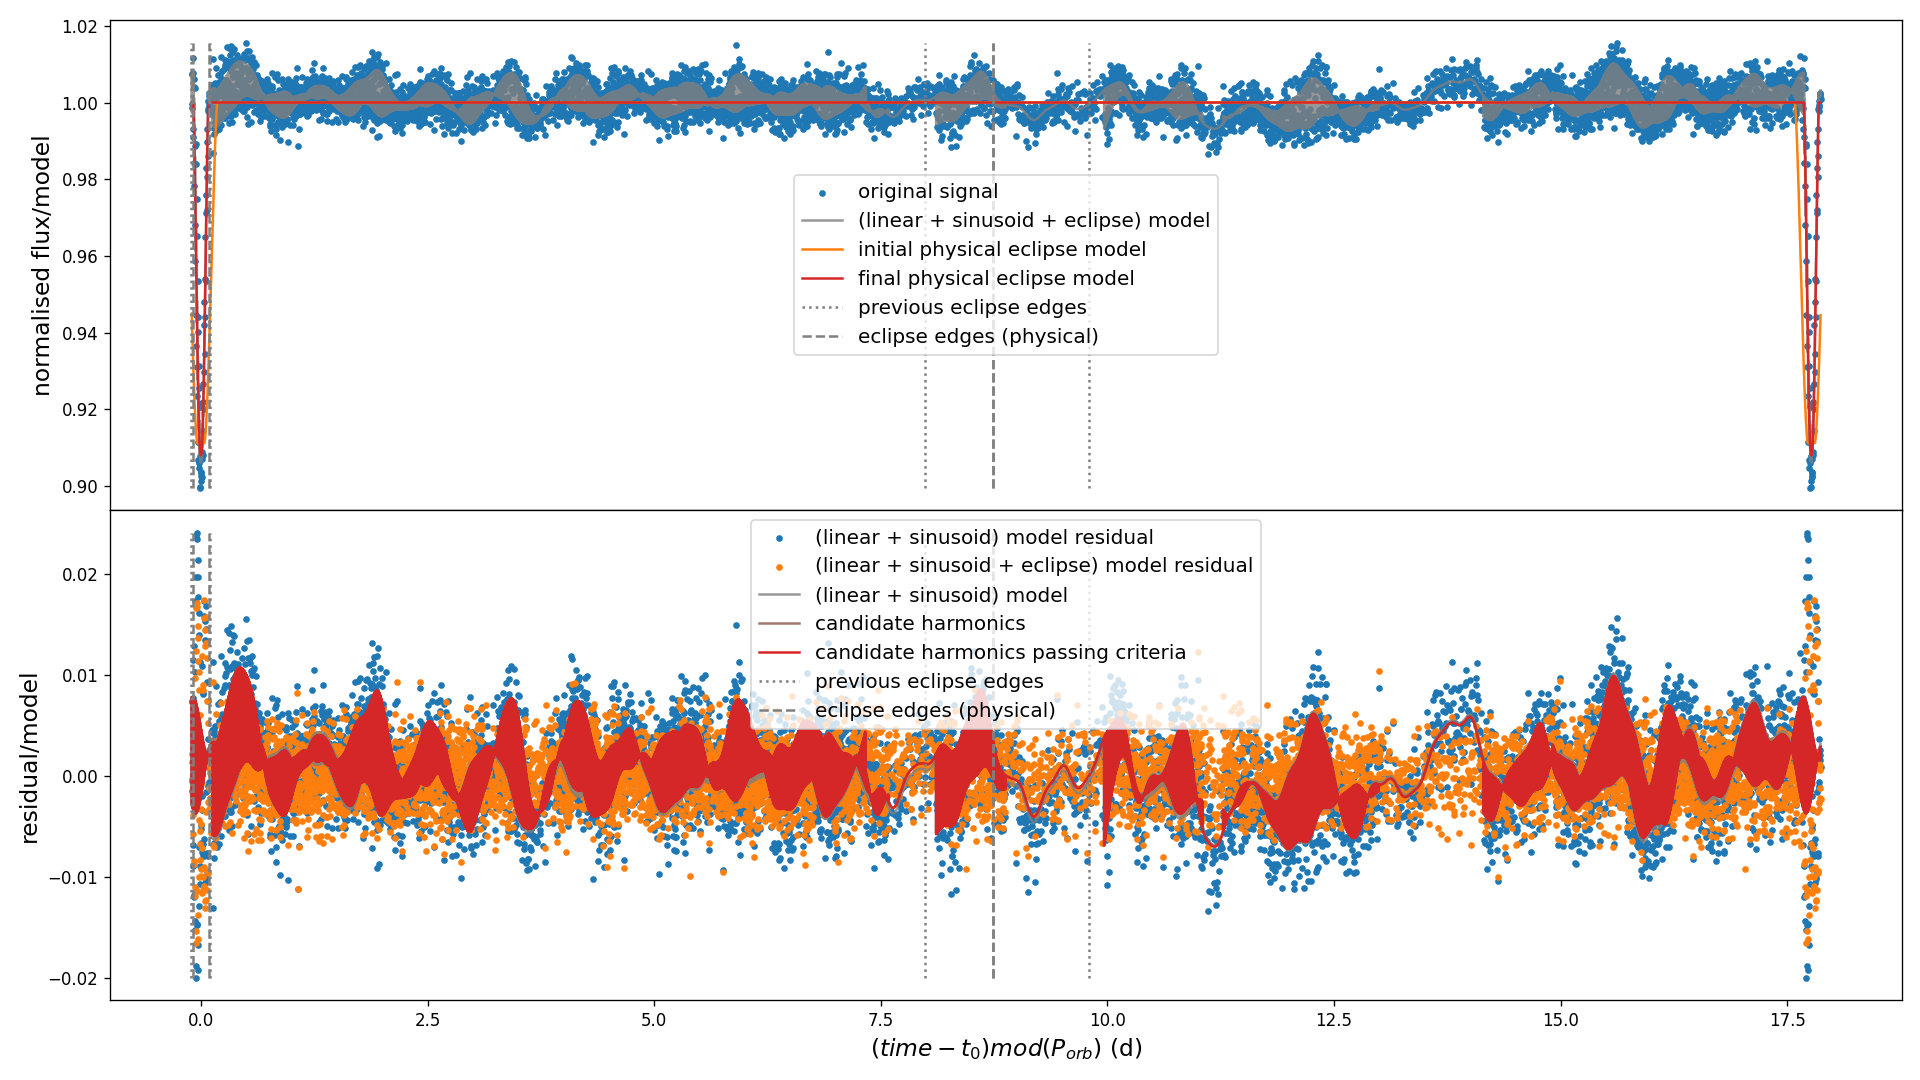 1.02
1.00
0.98
0.96
0.94
0.92
0.90
normalised flux/model
original signal
(linear + sinusoid + eclipse) model
initial physical eclipse model
final physical eclipse model
previous eclipse edges
eclipse edges (physical)
0.02
0.01
0.00
−0.01
−0.02
residual/model
(linear + sinusoid) model residual
(linear + sinusoid + eclipse) model residual
(linear + sinusoid) model
candidate harmonics
candidate harmonics passing criteria
previous eclipse edges
eclipse edges (physical)
0.0 2.5 5.0 7.5 10.0 12.5 15.0 17.5
(time − t₀)mod(P_orb) (d)